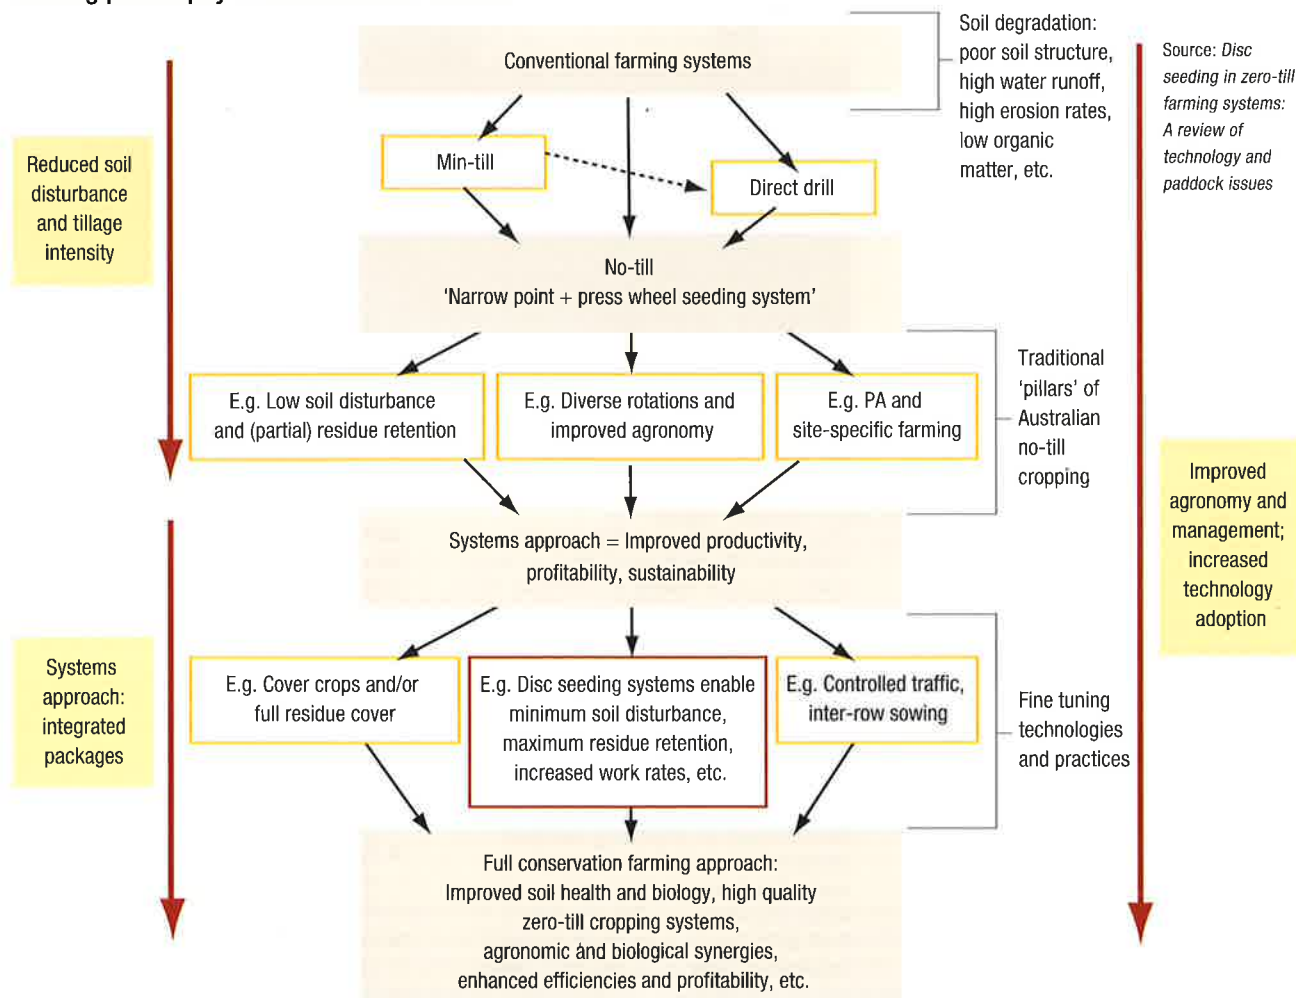 Conventional farming systems
Soil degradation:
poor soil structure,
high water runoff,
high erosion rates,
low organic
matter, etc.
Source: Disc
seeding in zero-till
farming systems:
A review of
technology and
paddock issues
Reduced soil
disturbance
and tillage
intensity
Min-till
Direct drill
No-till
‘Narrow point + press wheel seeding system’
E.g. Low soil disturbance
and (partial) residue retention
E.g. Diverse rotations and
improved agronomy
E.g. PA and
site-specific farming
Traditional
‘pillars’ of
Australian
no-till
cropping
Improved
agronomy and
management;
increased
technology
adoption
Systems approach = Improved productivity,
profitability, sustainability
Systems
approach:
integrated
packages
E.g. Cover crops and/or
full residue cover
E.g. Disc seeding systems enable
minimum soil disturbance,
maximum residue retention,
increased work rates, etc.
E.g. Controlled traffic,
inter-row sowing
Fine tuning
technologies
and practices
Full conservation farming approach:
Improved soil health and biology, high quality
zero-till cropping systems,
agronomic and biological synergies,
enhanced efficiencies and profitability, etc.